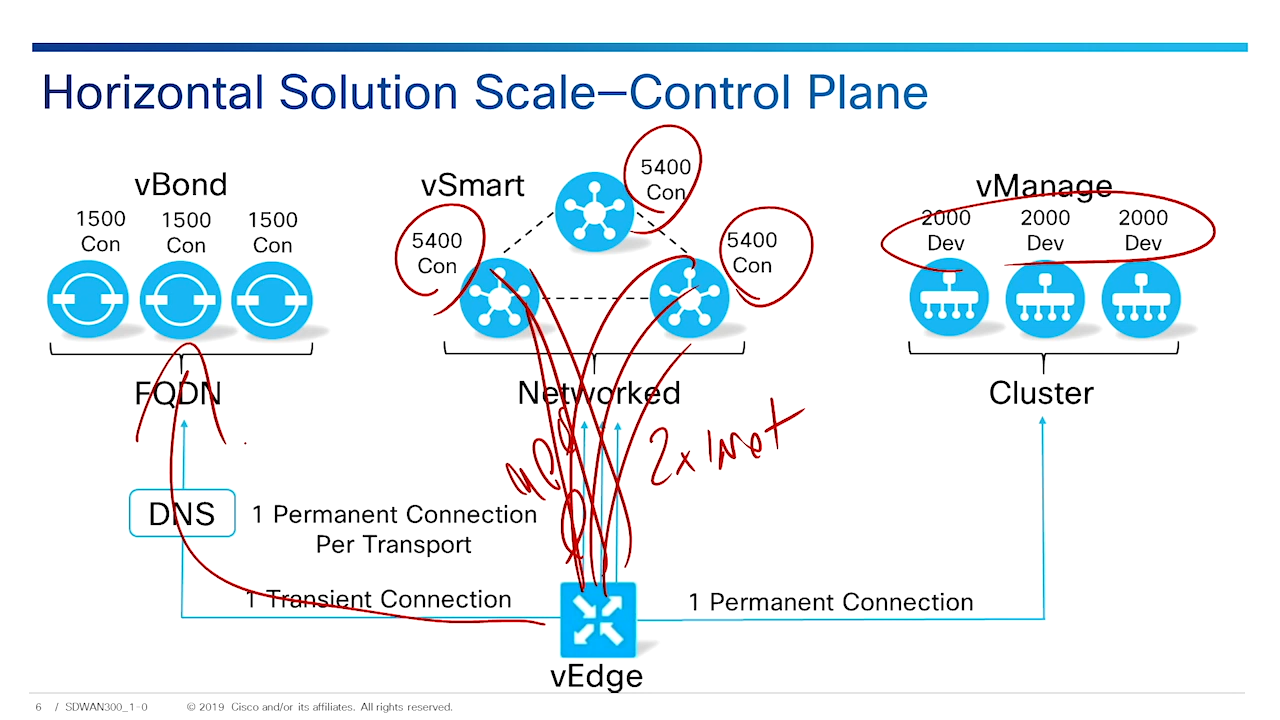 Horizontal Solution Scale—Control Plane
vBond
1500
Con
1500
Con
1500
Con
FQDN
DNS
vSmart
5400
Con
5400
Con
5400
Con
Networked
vManage
2000
Dev
2000
Dev
2000
Dev
Cluster
1 Permanent Connection
Per Transport
1 Transient Connection
1 Permanent Connection
vEdge
6 / SDWAN300_1-0 © 2019 Cisco and/or its affiliates. All rights reserved.